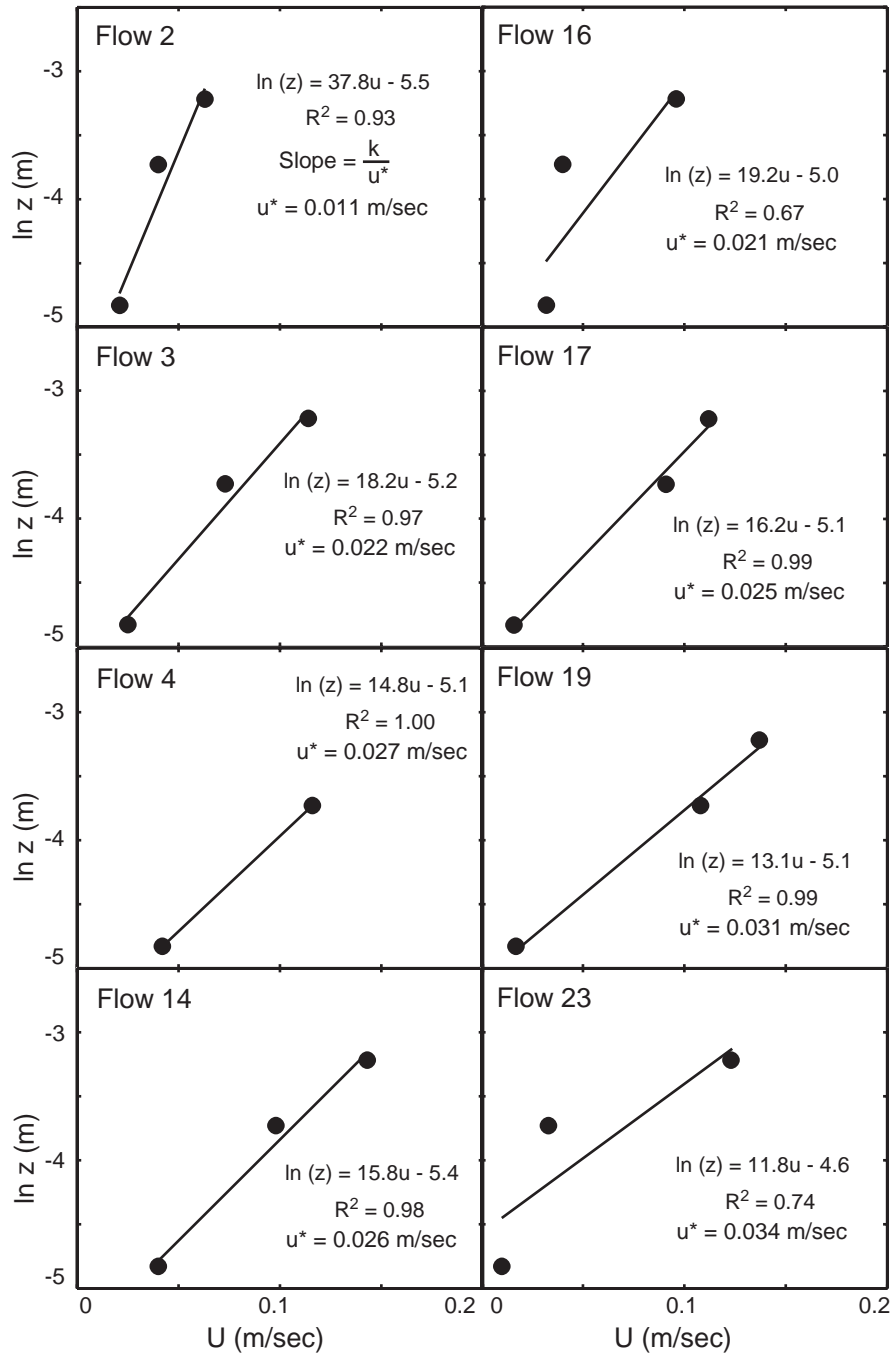 Flow 2
ln (z) = 37.8u - 5.5
R² = 0.93
Slope = k
u*
u* = 0.011 m/sec
-3
-4
-5
ln z (m)
Flow 16
ln (z) = 19.2u - 5.0
R² = 0.67
u* = 0.021 m/sec
Flow 3
ln (z) = 18.2u - 5.2
R² = 0.97
u* = 0.022 m/sec
-3
-4
-5
ln z (m)
Flow 17
ln (z) = 16.2u - 5.1
R² = 0.99
u* = 0.025 m/sec
Flow 4
ln (z) = 14.8u - 5.1
R² = 1.00
u* = 0.027 m/sec
-3
-4
-5
ln z (m)
Flow 19
ln (z) = 13.1u - 5.1
R² = 0.99
u* = 0.031 m/sec
Flow 14
ln (z) = 15.8u - 5.4
R² = 0.98
u* = 0.026 m/sec
-3
-4
-5
ln z (m)
0 0.1 0.2
U (m/sec)
Flow 23
ln (z) = 11.8u - 4.6
R² = 0.74
u* = 0.034 m/sec
0 0.1 0.2
U (m/sec)